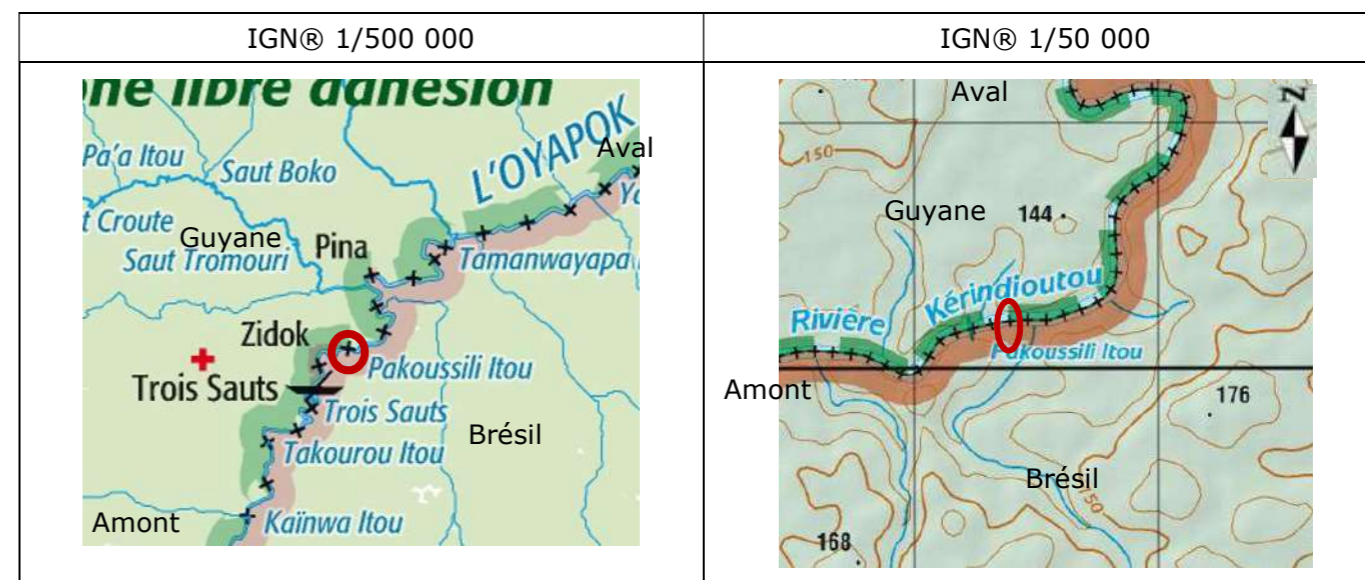 IGN® 1/500 000
IGN® 1/50 000
one libre adhésion
Pa'a Itou
Saut Boko
L'OYAPOK
Aval
Ya
t Croute
Guyane
Saut Tromouri
Pina
Tamanwayapa
Zidok
Pakoussili Itou
Trois Sauts
Trois Sauts
Brésil
Takourou Itou
Amont
Kaïnwa Itou
Aval
N
150
Guyane
144
Kérindioutou
Rivière
Pakoussili Itou
Amont
176
Brésil
150
168